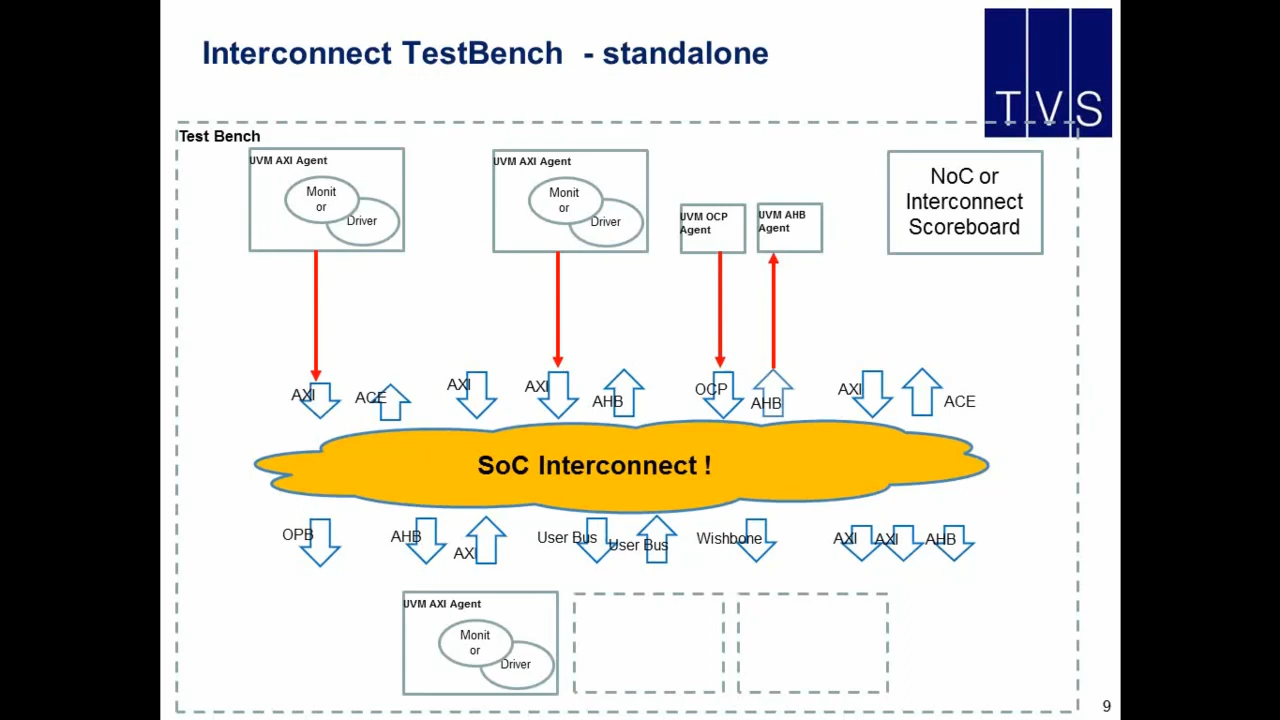 Interconnect TestBench - standalone
TVS
Test Bench
UVM AXI Agent
Monit
or
Driver
UVM AXI Agent
Monit
or
Driver
UVM OCP
Agent
UVM AHB
Agent
NoC or
Interconnect
Scoreboard
AXI
ACE
AXI
AXI
AHB
OCP
AHB
AXI
ACE
SoC Interconnect !
OPB
AHB
AXI
User Bus
User Bus
Wishbone
AXI
AXI
AHB
UVM AXI Agent
Monit
or
Driver
9